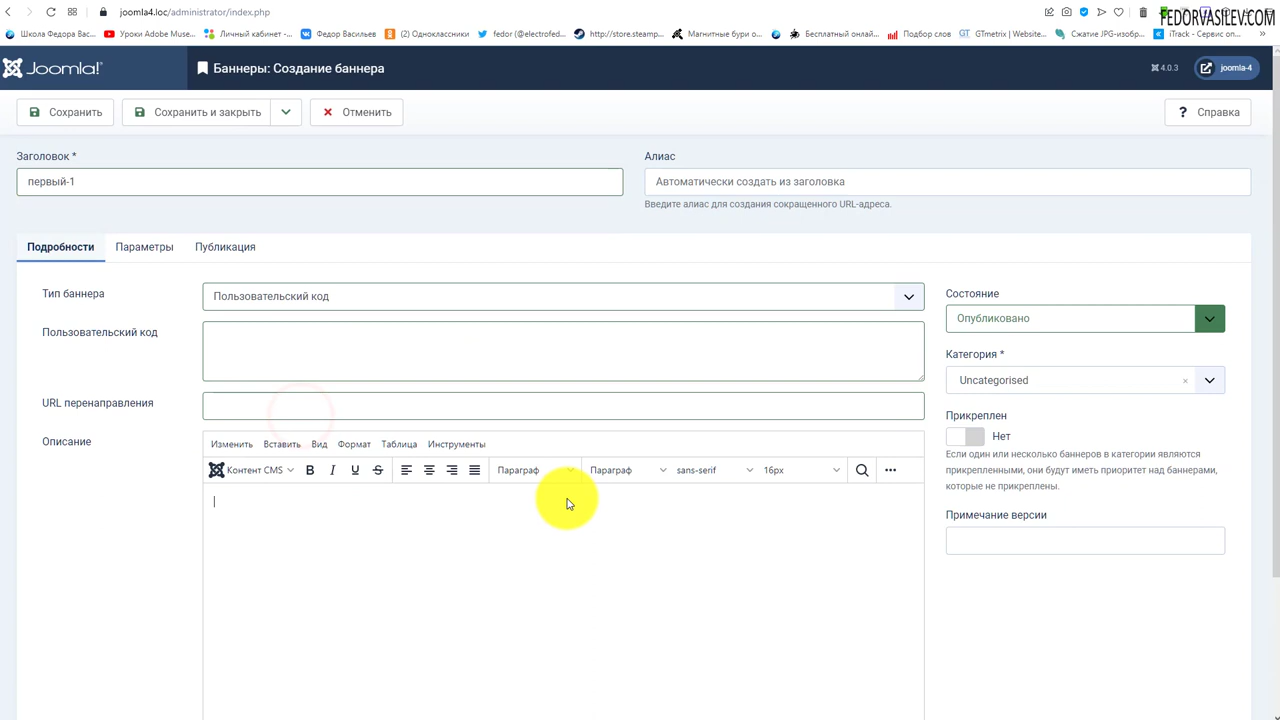 joomla4.loc/administrator/index.php
FEDORVASILEV.COM
Школа Федора Вас...
Уроки Adobe Muse...
Личный кабинет -...
Федор Васильев
(2) Одноклассники
fedor (@electrofed...
http://store.steamp...
Магнитные бури о...
Бесплатный онлай...
Подбор слов
GTmetrix | Website...
Сжатие JPG-изобр...
iTrack - Сервис оп...
Joomla!
Баннеры: Создание баннера
4.0.3
joomla-4
Сохранить
Сохранить и закрыть
Отменить
? Справка
Заголовок *
Алиас
первый-1
Автоматически создать из заголовка
Введите алиас для создания сокращенного URL-адреса.
Подробности
Параметры
Публикация
Тип баннера
Пользовательский код
Состояние
Опубликовано
Пользовательский код
Категория *
Uncategorised
URL перенаправления
Прикреплен
Нет
Если один или несколько баннеров в категории являются
прикрепленными, они будут иметь приоритет над баннерами,
которые не прикреплены.
Примечание версии
Описание
Изменить
Вставить
Вид
Формат
Таблица
Инструменты
Контент CMS
B
I
U
S
Параграф
Параграф
sans-serif
16px